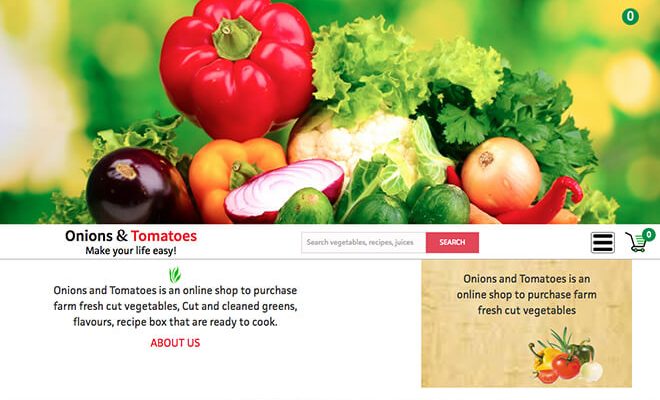 0
Onions & Tomatoes
Make your life easy!
Search vegetables, recipes, juices
SEARCH
0
Onions and Tomatoes is an online shop to purchase
farm fresh cut vegetables, Cut and cleaned greens,
flavours, recipe box that are ready to cook.
ABOUT US
Onions and Tomatoes is an
online shop to purchase farm
fresh cut vegetables